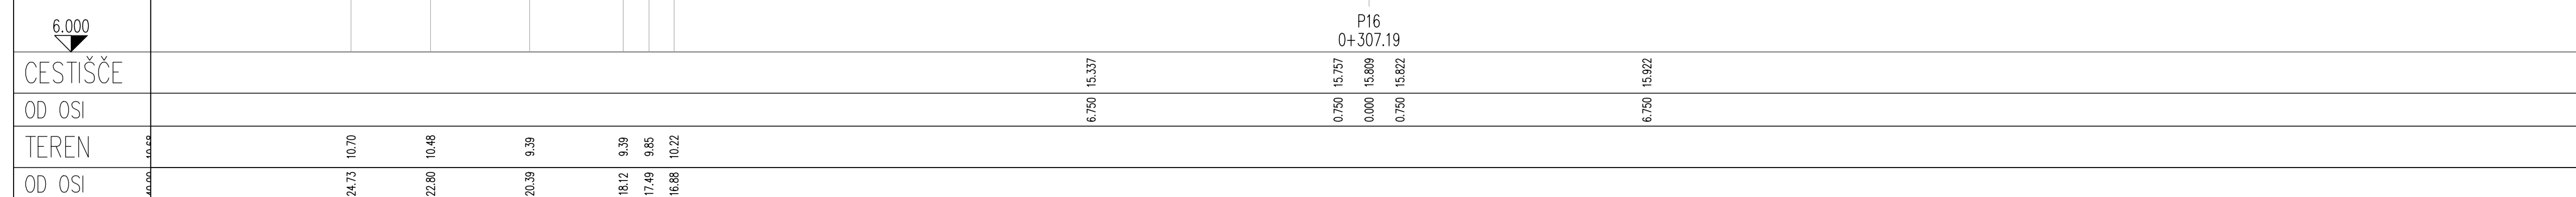 6.000
P16
0+307.19
CESTIŠČE 15.337 15.757 15.809 15.822 15.922
OD OSI 6.750 0.750 0.000 0.750 6.750
TEREN 10.70 10.48 9.39 9.39 9.85 10.22
OD OSI 24.73 22.80 20.39 18.12 17.49 16.88